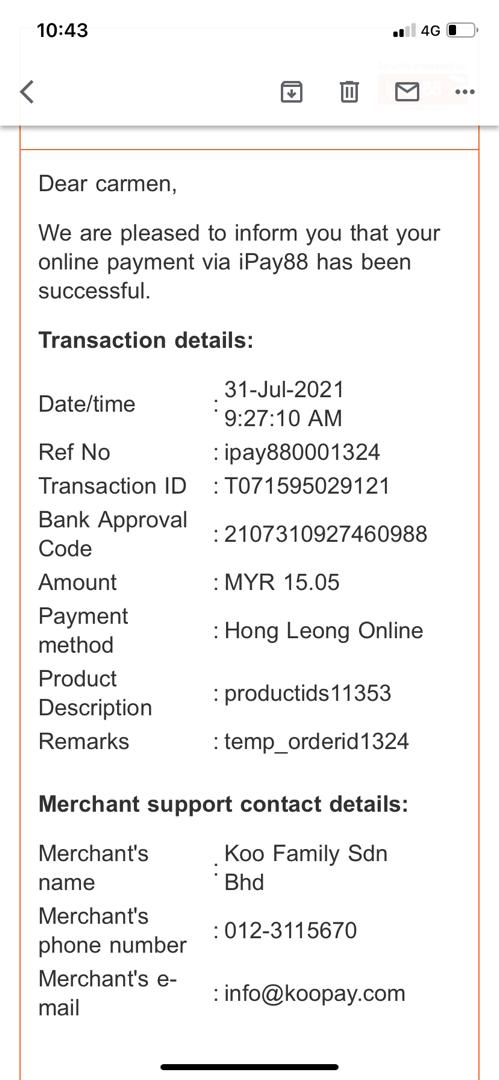 10:43
4G
Dear carmen,
We are pleased to inform you that your
online payment via iPay88 has been
successful.
Transaction details:
Date/time : 31-Jul-2021
9:27:10 AM
Ref No : ipay880001324
Transaction ID : T071595029121
Bank Approval
Code : 2107310927460988
Amount : MYR 15.05
Payment
method : Hong Leong Online
Product
Description : productids11353
Remarks : temp_orderid1324
Merchant support contact details:
Merchant's
name : Koo Family Sdn
Bhd
Merchant's
phone number : 012-3115670
Merchant's e-
mail : info@koopay.com